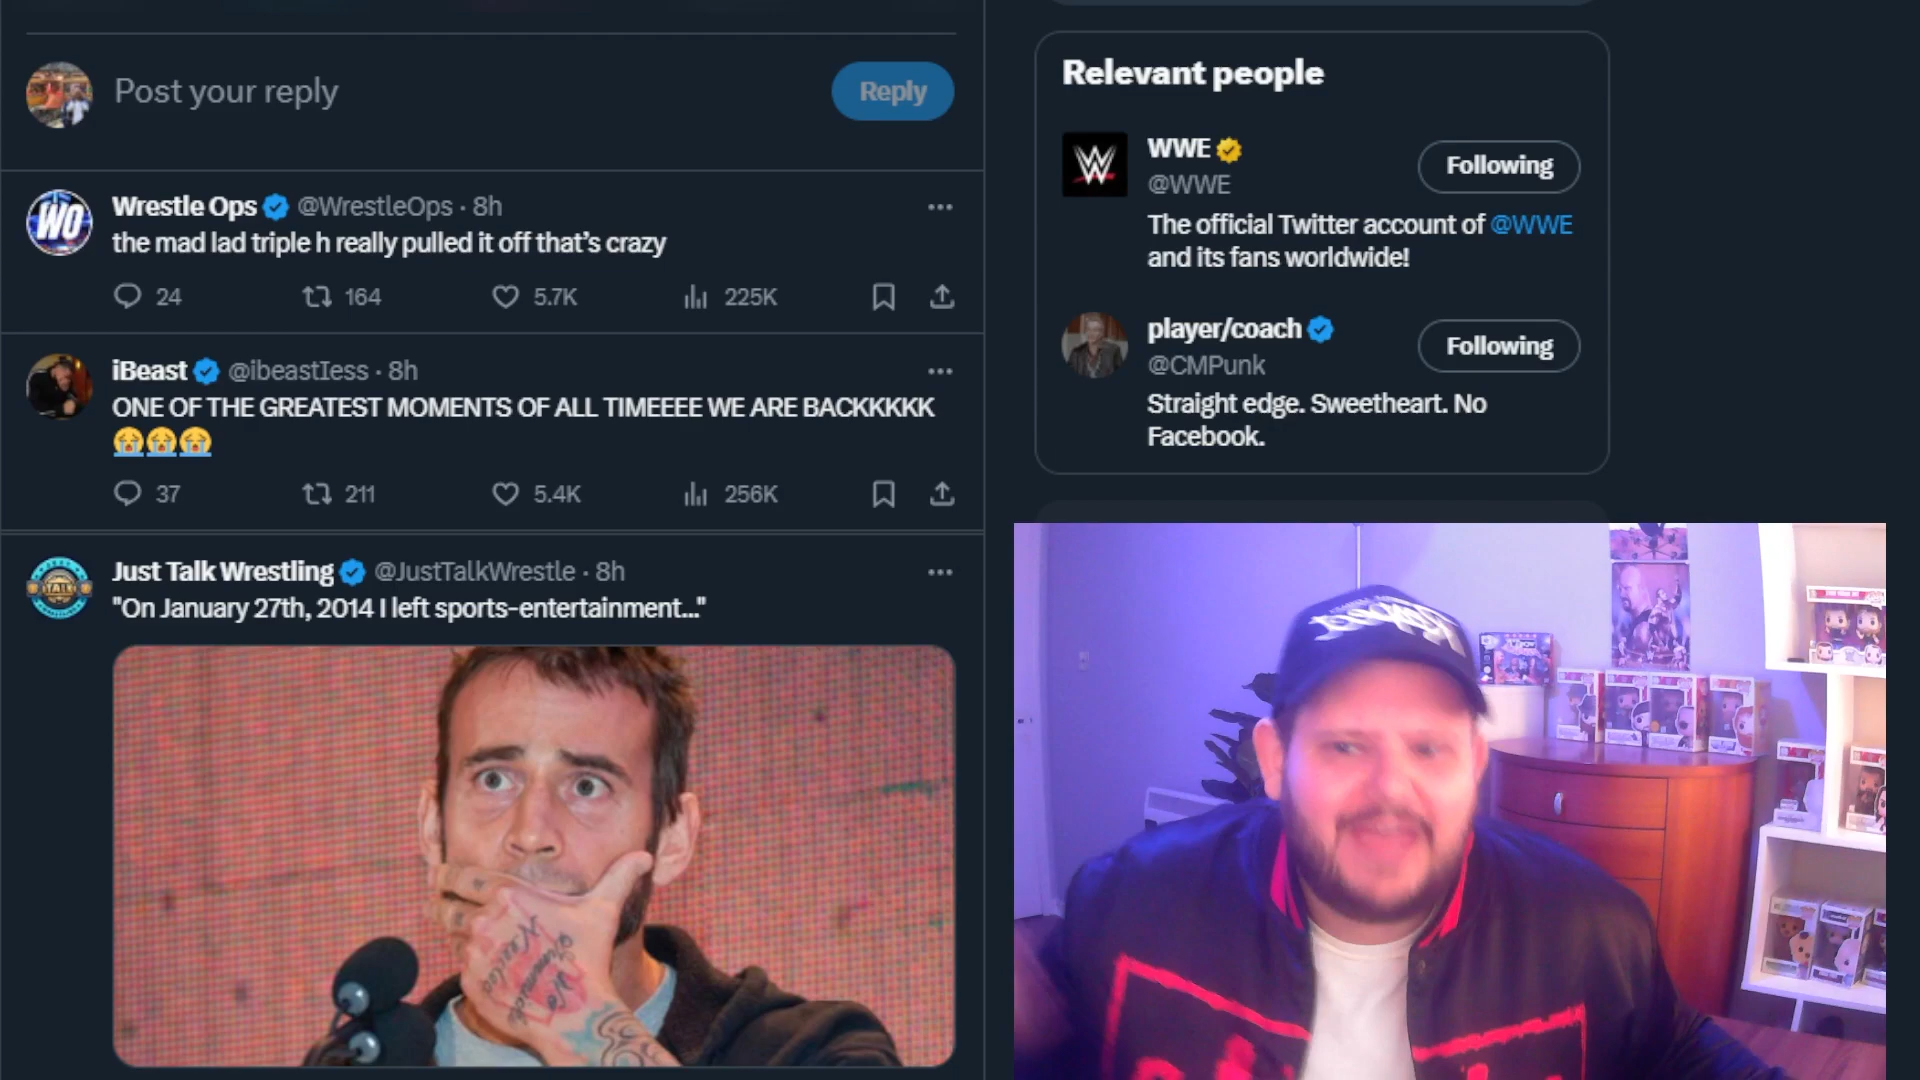 Post your reply
Reply
Wrestle Ops @WrestleOps · 8h
the mad lad triple h really pulled it off that's crazy
24 164 5.7K 225K
iBeast @ibeastIess · 8h
ONE OF THE GREATEST MOMENTS OF ALL TIMEEEE WE ARE BACKKKKK
😭😭😭
37 211 5.4K 256K
Just Talk Wrestling @JustTalkWrestle · 8h
"On January 27th, 2014 I left sports-entertainment..."
Relevant people
WWE
@WWE
Following
The official Twitter account of @WWE
and its fans worldwide!
player/coach
@CMPunk
Following
Straight edge. Sweetheart. No
Facebook.
WO
TALK